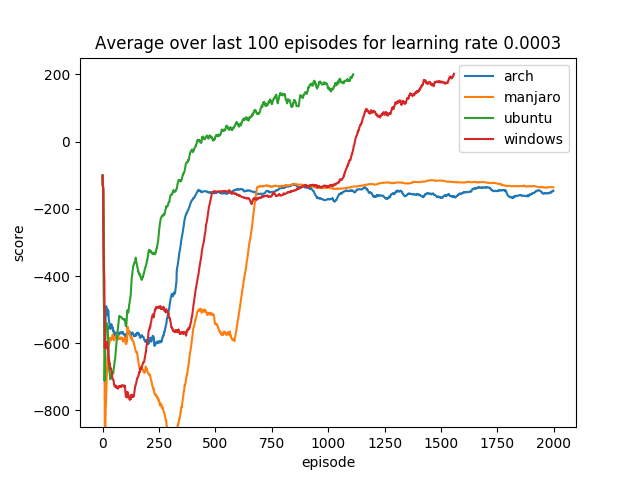 Average over last 100 episodes for learning rate 0.0003
200
0
−200
−400
−600
−800
score
0
250
500
750
1000
1250
1500
1750
2000
episode
arch
manjaro
ubuntu
windows